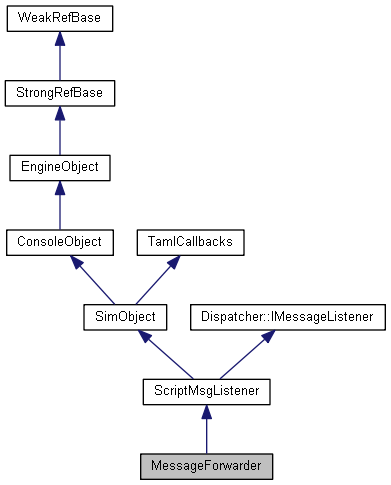 WeakRefBase
StrongRefBase
EngineObject
ConsoleObject
TamlCallbacks
SimObject
Dispatcher::IMessageListener
ScriptMsgListener
MessageForwarder